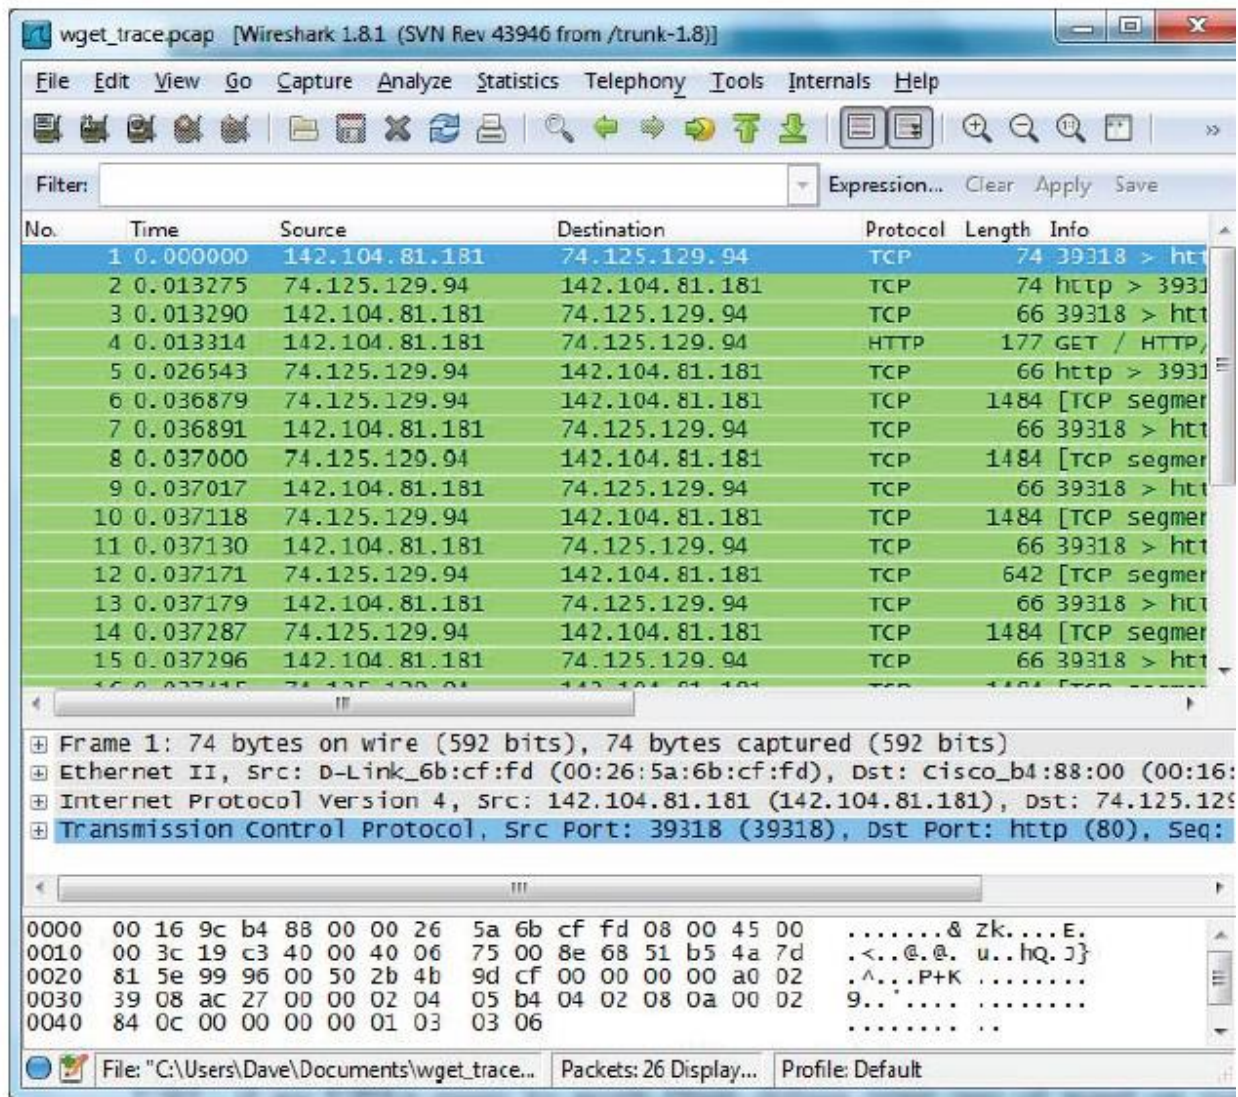 wget_trace.pcap [Wireshark 1.8.1 (SVN Rev 43946 from /trunk-1.8)]
File Edit View Go Capture Analyze Statistics Telephony Tools Internals Help
Filter: Expression... Clear Apply Save
No. Time Source Destination Protocol Length Info
1 0.000000 142.104.81.181 74.125.129.94 TCP 74 39318 > htt
2 0.013275 74.125.129.94 142.104.81.181 TCP 74 http > 3931
3 0.013290 142.104.81.181 74.125.129.94 TCP 66 39318 > htt
4 0.013314 142.104.81.181 74.125.129.94 HTTP 177 GET / HTTP/
5 0.026543 74.125.129.94 142.104.81.181 TCP 66 http > 3931
6 0.036879 74.125.129.94 142.104.81.181 TCP 1484 [TCP segmer
7 0.036891 142.104.81.181 74.125.129.94 TCP 66 39318 > htt
8 0.037000 74.125.129.94 142.104.81.181 TCP 1484 [TCP segmer
9 0.037017 142.104.81.181 74.125.129.94 TCP 66 39318 > htt
10 0.037118 74.125.129.94 142.104.81.181 TCP 1484 [TCP segmer
11 0.037130 142.104.81.181 74.125.129.94 TCP 66 39318 > htt
12 0.037171 74.125.129.94 142.104.81.181 TCP 642 [TCP segmer
13 0.037179 142.104.81.181 74.125.129.94 TCP 66 39318 > htt
14 0.037287 74.125.129.94 142.104.81.181 TCP 1484 [TCP segmer
15 0.037296 142.104.81.181 74.125.129.94 TCP 66 39318 > htt
Frame 1: 74 bytes on wire (592 bits), 74 bytes captured (592 bits)
Ethernet II, Src: D-Link_6b:cf:fd (00:26:5a:6b:cf:fd), Dst: Cisco_b4:88:00 (00:16:
Internet Protocol Version 4, Src: 142.104.81.181 (142.104.81.181), Dst: 74.125.129
Transmission Control Protocol, Src Port: 39318 (39318), Dst Port: http (80), Seq:
0000 00 16 9c b4 88 00 00 26 5a 6b cf fd 08 00 45 00 .......& Zk....E.
0010 00 3c 19 c3 40 00 40 06 75 00 8e 68 51 b5 4a 7d .<..@.@. u..hQ.J}
0020 81 5e 99 96 00 50 2b 4b 9d cf 00 00 00 00 a0 02 .^...P+K ........
0030 39 08 ac 27 00 00 02 04 05 b4 04 02 08 0a 00 02 9..'.... ........
0040 84 0c 00 00 00 00 01 03 03 06 ........ ..
File: "C:\Users\Dave\Documents\wget_trace... Packets: 26 Display... Profile: Default